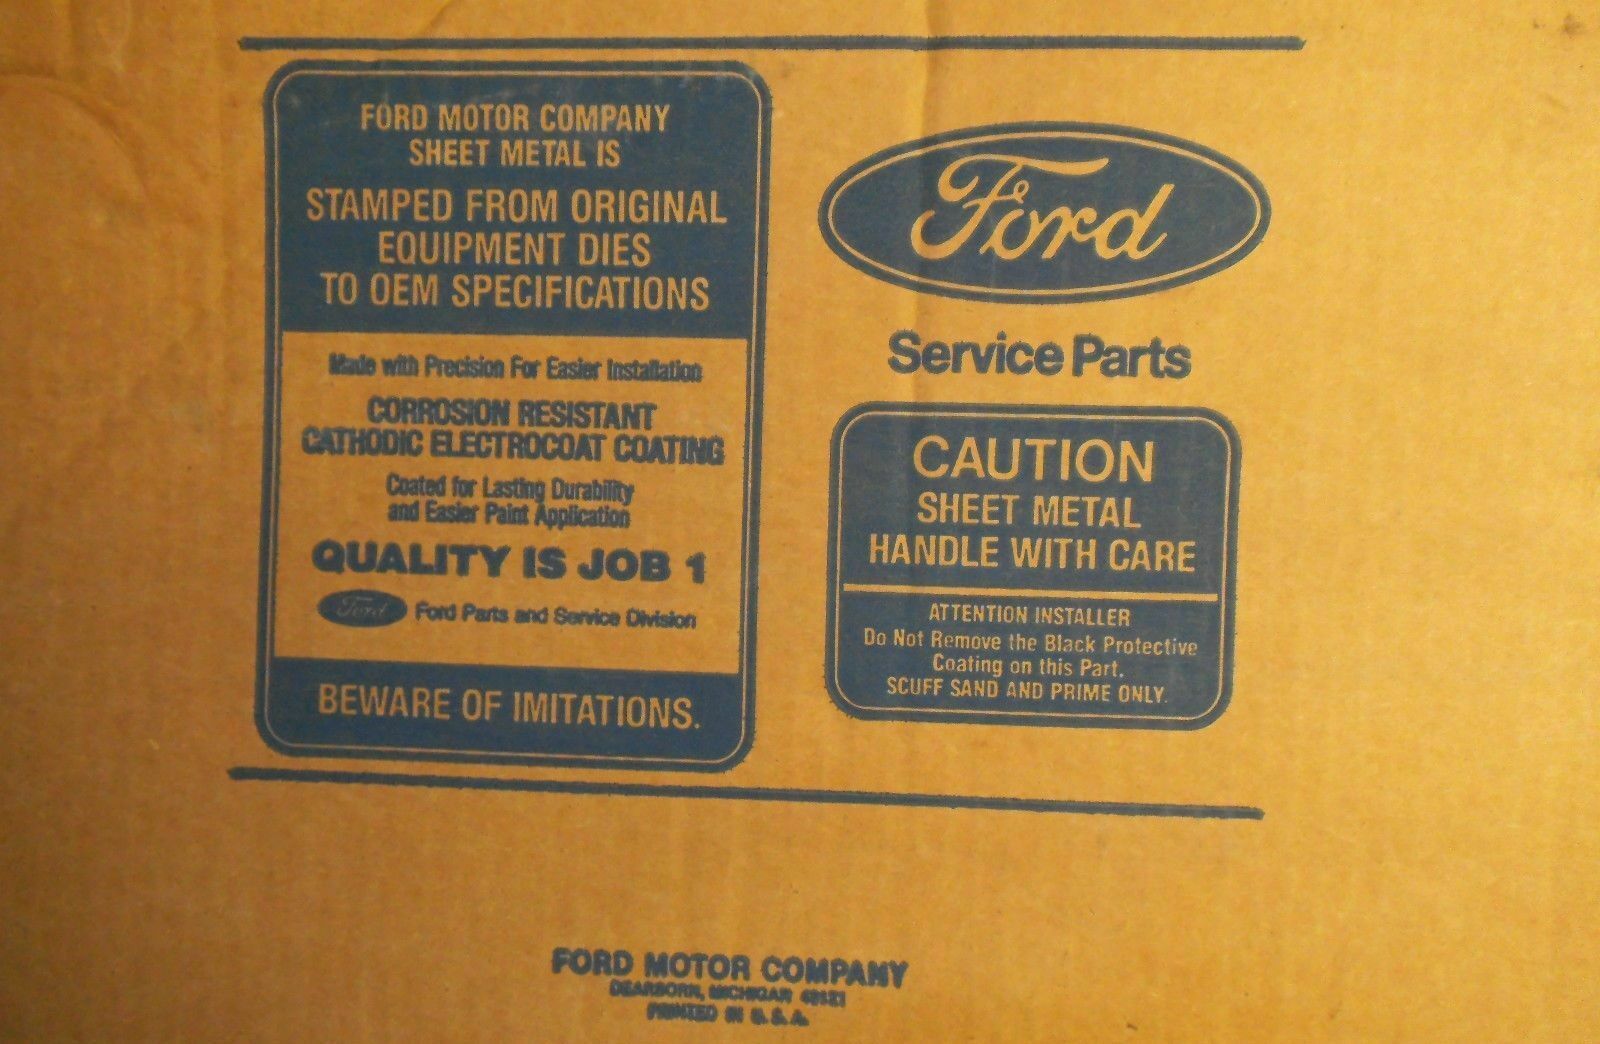 FORD MOTOR COMPANY
SHEET METAL IS
STAMPED FROM ORIGINAL
EQUIPMENT DIES
TO OEM SPECIFICATIONS
Made with Precision For Easier Installation
CORROSION RESISTANT
CATHODIC ELECTROCOAT COATING
Coated for Lasting Durability
and Easier Paint Application
QUALITY IS JOB 1
Ford Ford Parts and Service Division
BEWARE OF IMITATIONS.
Ford
Service Parts
CAUTION
SHEET METAL
HANDLE WITH CARE
ATTENTION INSTALLER
Do Not Remove the Black Protective
Coating on this Part.
SCUFF SAND AND PRIME ONLY.
FORD MOTOR COMPANY
DEARBORN, MICHIGAN 48121
PRINTED IN U.S.A.